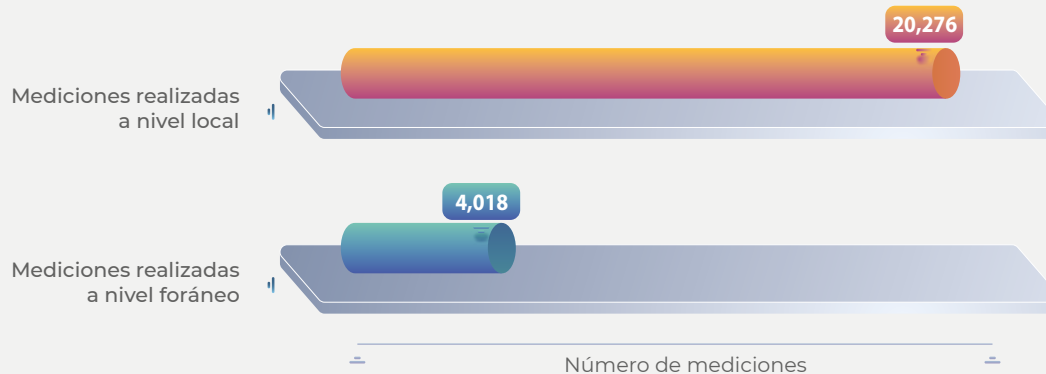 20,276
Mediciones realizadas
a nivel local
4,018
Mediciones realizadas
a nivel foráneo
Número de mediciones